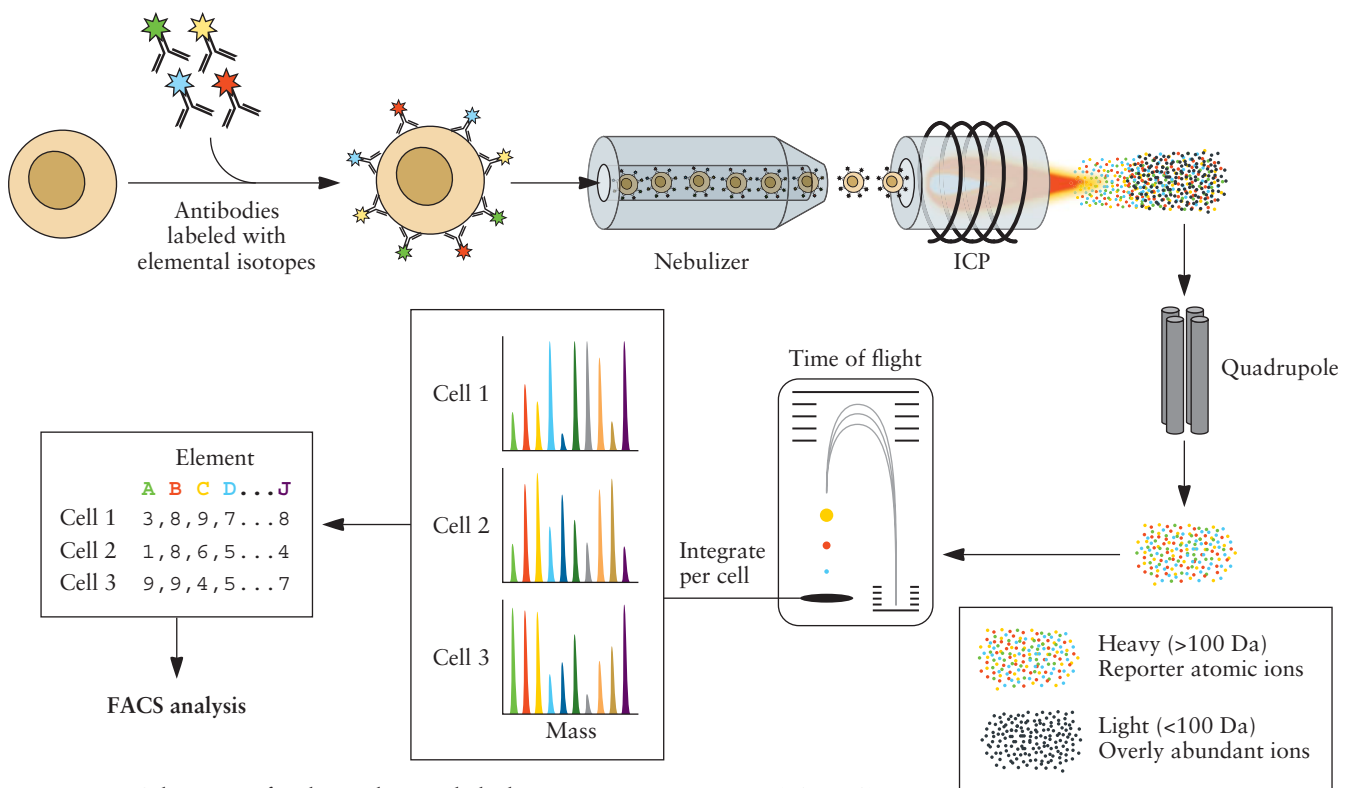 Antibodies
labeled with
elemental isotopes
Nebulizer
ICP
Quadrupole
Time of flight
Integrate
per cell
Cell 1
Cell 2
Cell 3
Mass
Element
A B C D...J
Cell 1 3,8,9,7...8
Cell 2 1,8,6,5...4
Cell 3 9,9,4,5...7
FACS analysis
Heavy (>100 Da)
Reporter atomic ions
Light (<100 Da)
Overly abundant ions